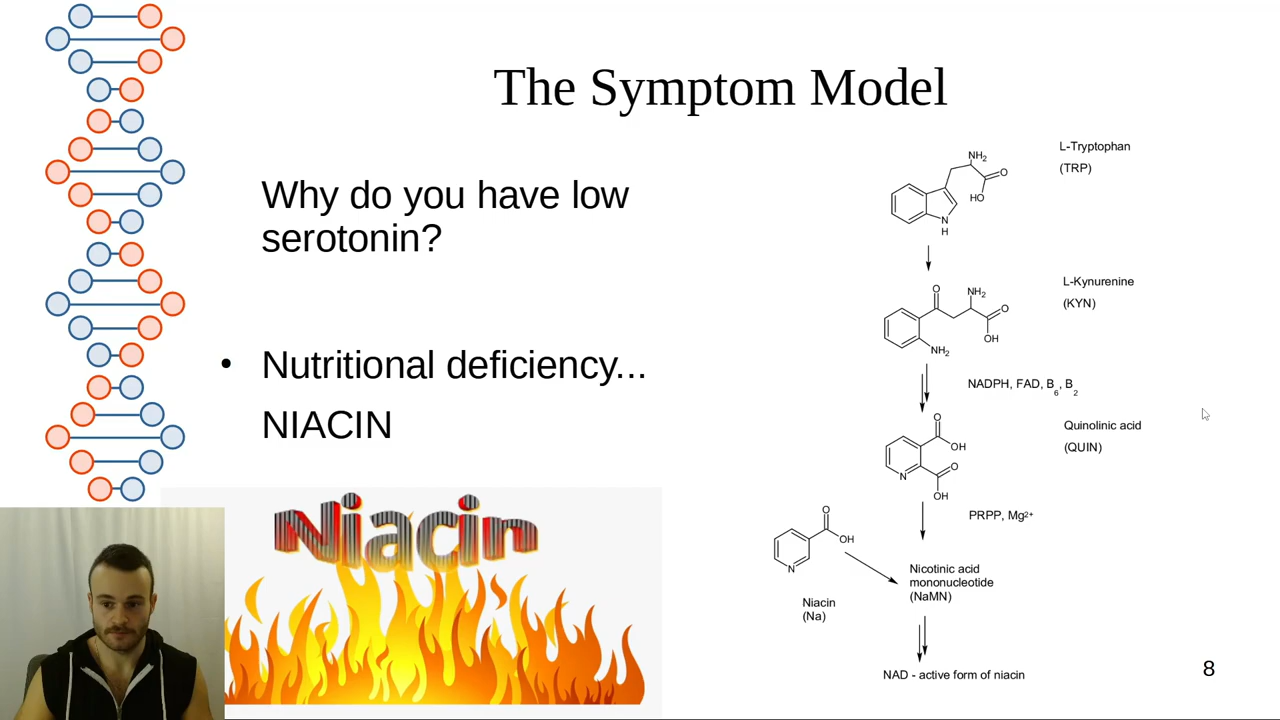 The Symptom Model
Why do you have low
serotonin?
• Nutritional deficiency...
NIACIN
Niacin
NH2
O
HO
N
H
L-Tryptophan
(TRP)
O
NH2
O
OH
NH2
L-Kynurenine
(KYN)
NADPH, FAD, B6, B2
O
OH
N
O
OH
Quinolinic acid
(QUIN)
PRPP, Mg2+
O
OH
N
Niacin
(Na)
Nicotinic acid
mononucleotide
(NaMN)
NAD - active form of niacin
8